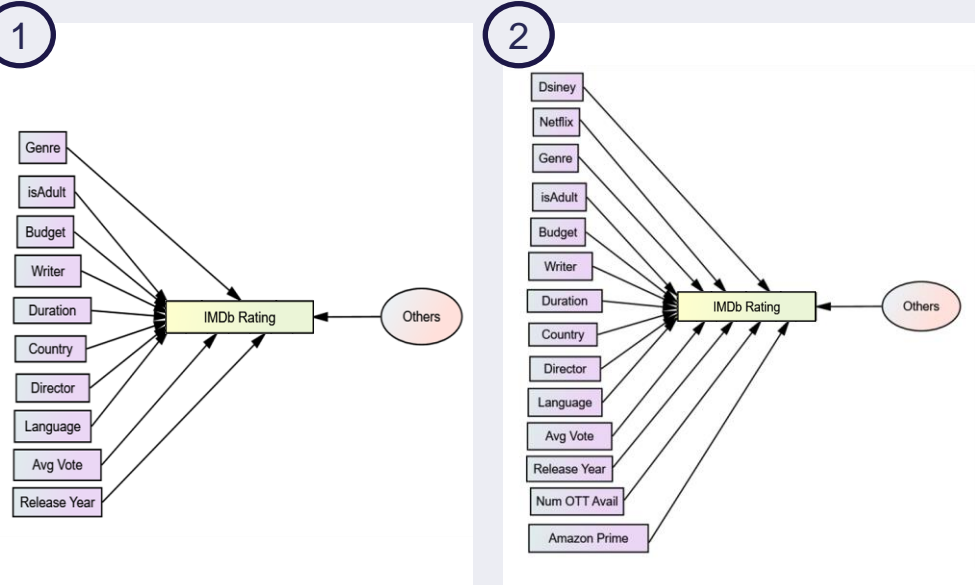 1
Genre
isAdult
Budget
Writer
Duration
Country
Director
Language
Avg Vote
Release Year
IMDb Rating
Others
2
Dsiney
Netflix
Genre
isAdult
Budget
Writer
Duration
Country
Director
Language
Avg Vote
Release Year
Num OTT Avail
Amazon Prime
IMDb Rating
Others